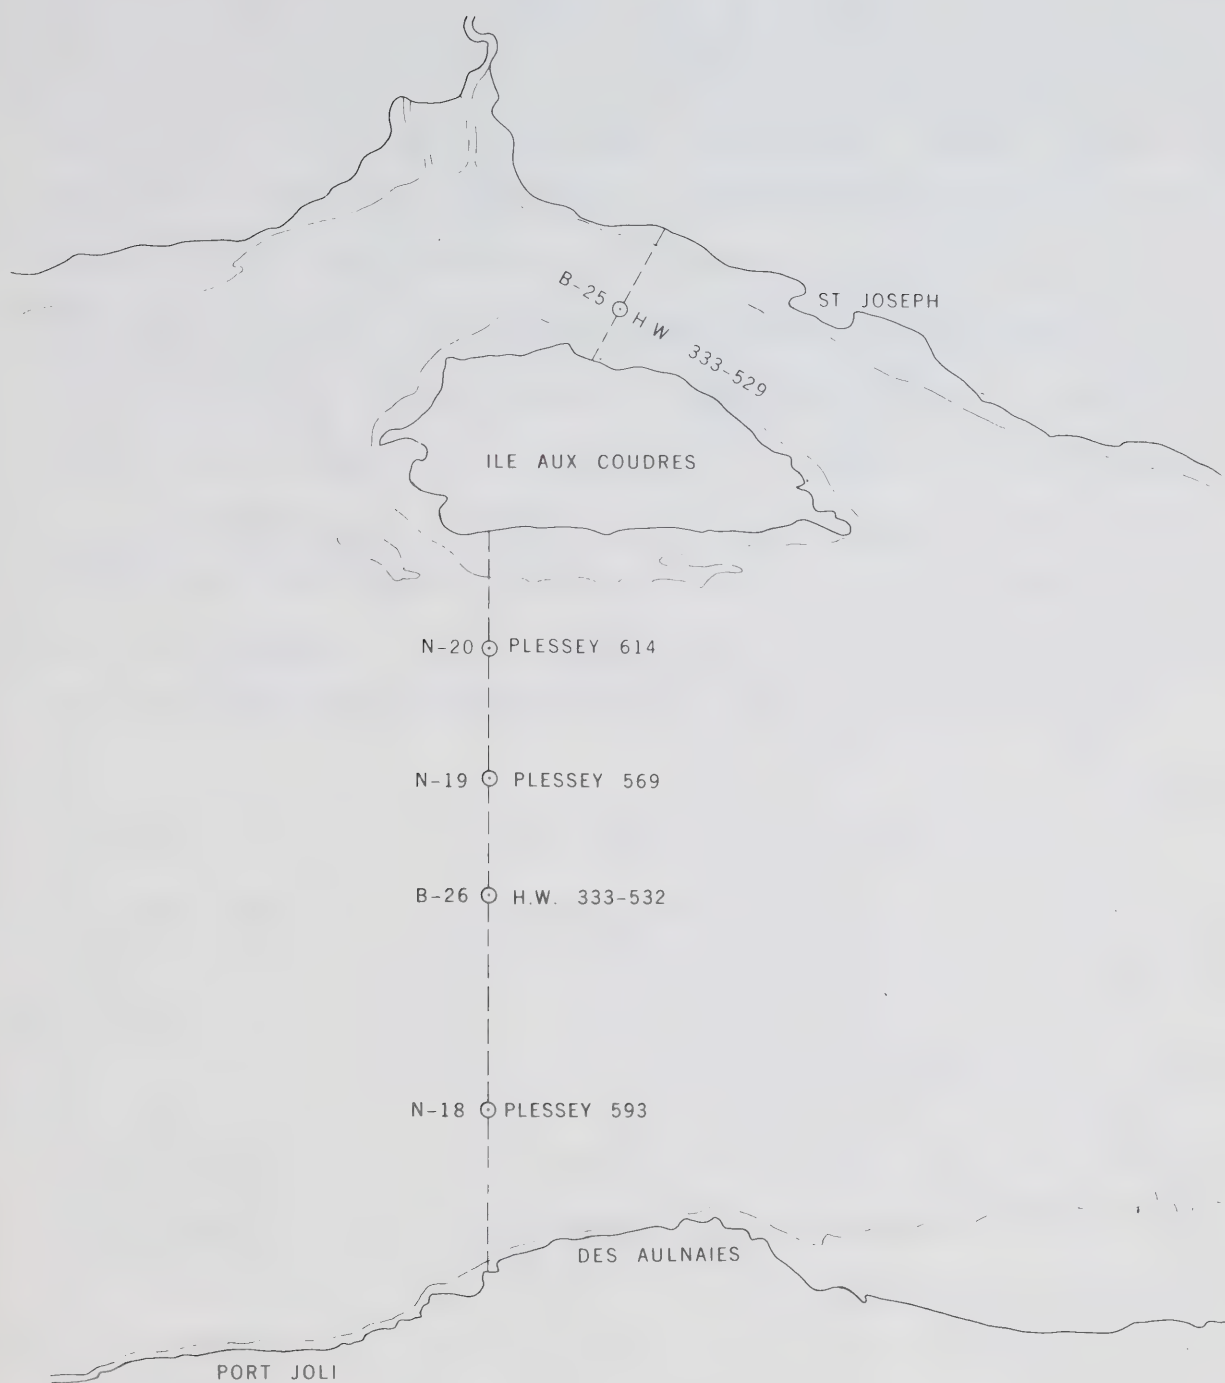 ST JOSEPH
B-25 H W 333-529
ILE AUX COUDRES
N-20 PLESSEY 614
N-19 PLESSEY 569
B-26 H.W. 333-532
N-18 PLESSEY 593
DES AULNAIES
PORT JOLI